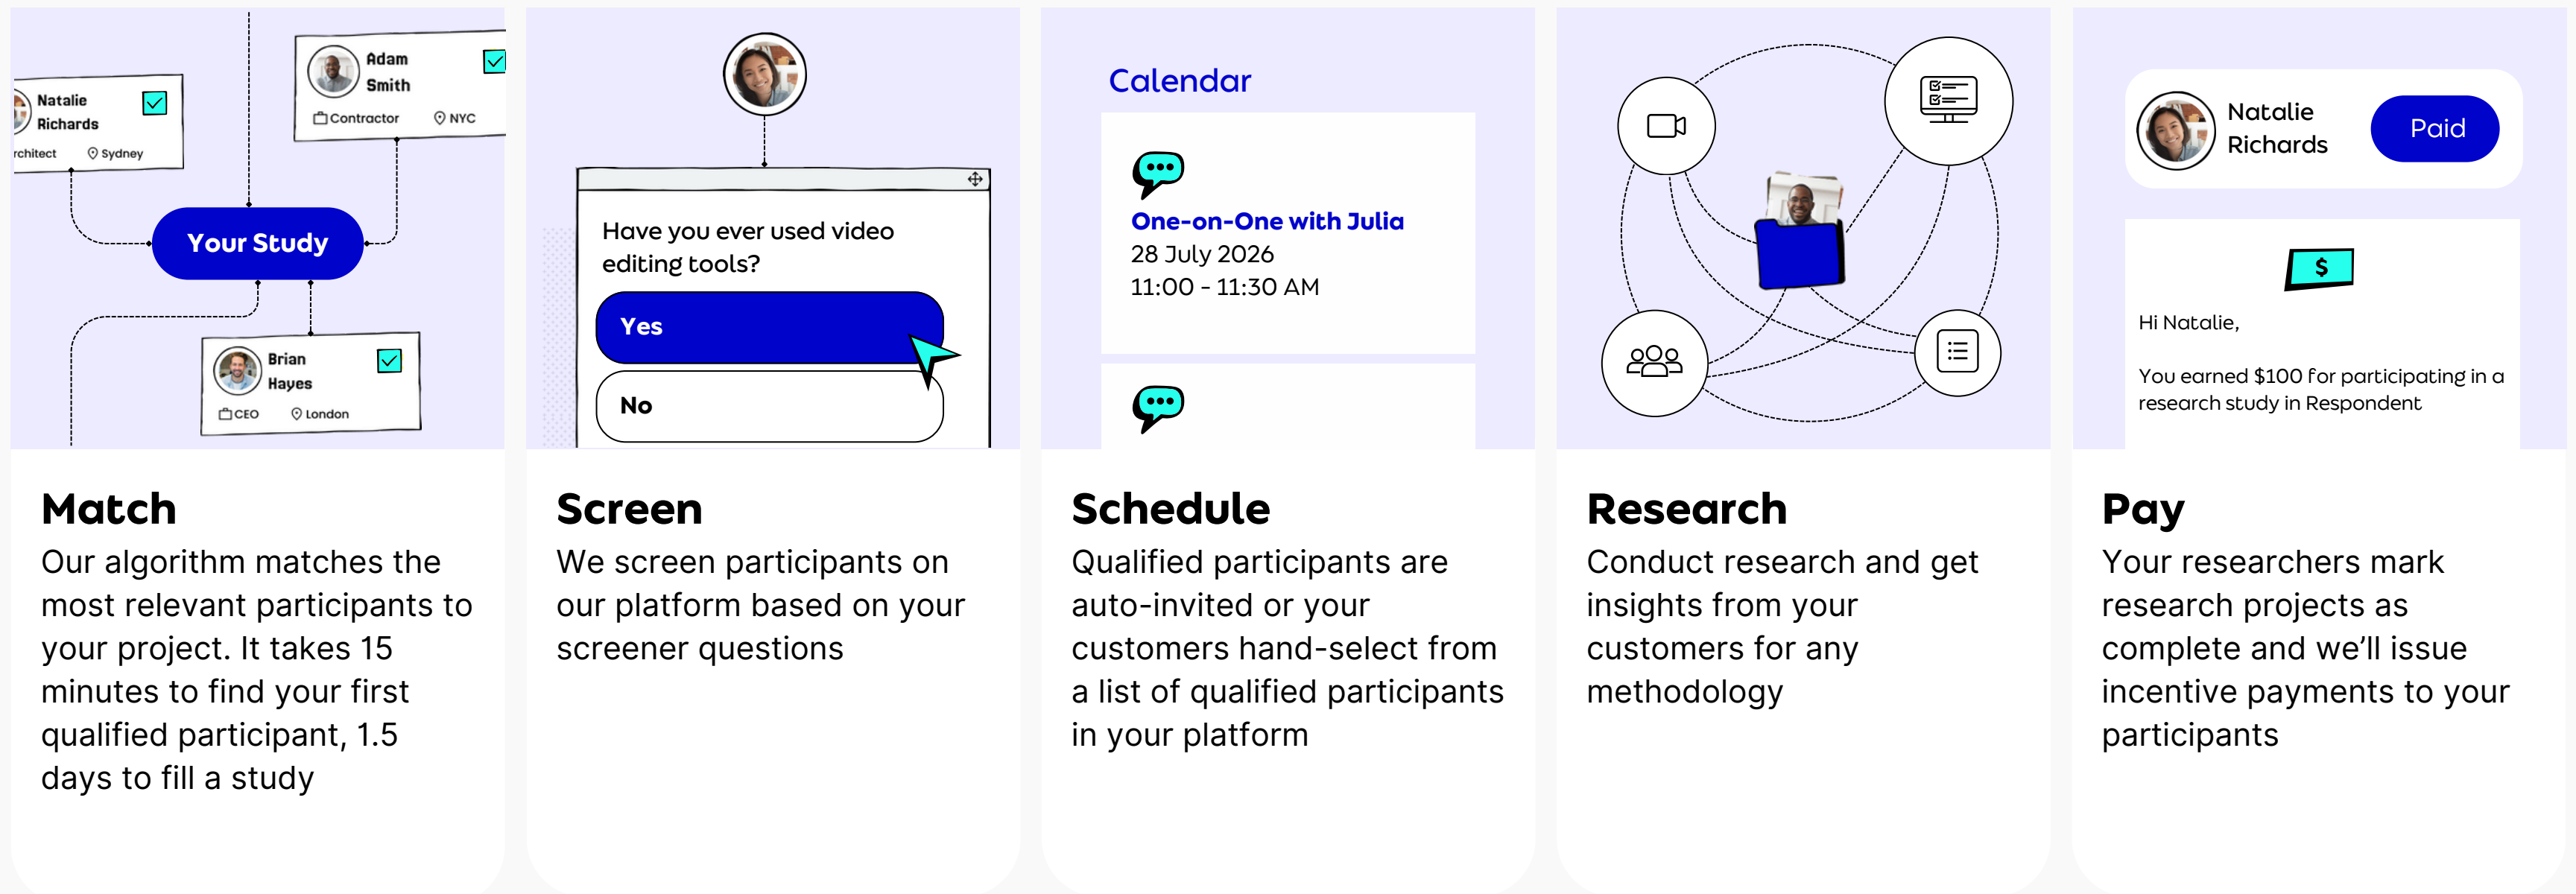 Natalie
Richards
rchitect
Sydney
Adam
Smith
Contractor
NYC
Your Study
Brian
Hayes
CEO
London
Match
Our algorithm matches the
most relevant participants to
your project. It takes 15
minutes to find your first
qualified participant, 1.5
days to fill a study
Have you ever used video
editing tools?
Yes
No
Screen
We screen participants on
our platform based on your
screener questions
Calendar
One-on-One with Julia
28 July 2026
11:00 - 11:30 AM
Schedule
Qualified participants are
auto-invited or your
customers hand-select from
a list of qualified participants
in your platform
Research
Conduct research and get
insights from your
customers for any
methodology
Natalie
Richards
Paid
$
Hi Natalie,
You earned $100 for participating in a
research study in Respondent
Pay
Your researchers mark
research projects as
complete and we’ll issue
incentive payments to your
participants